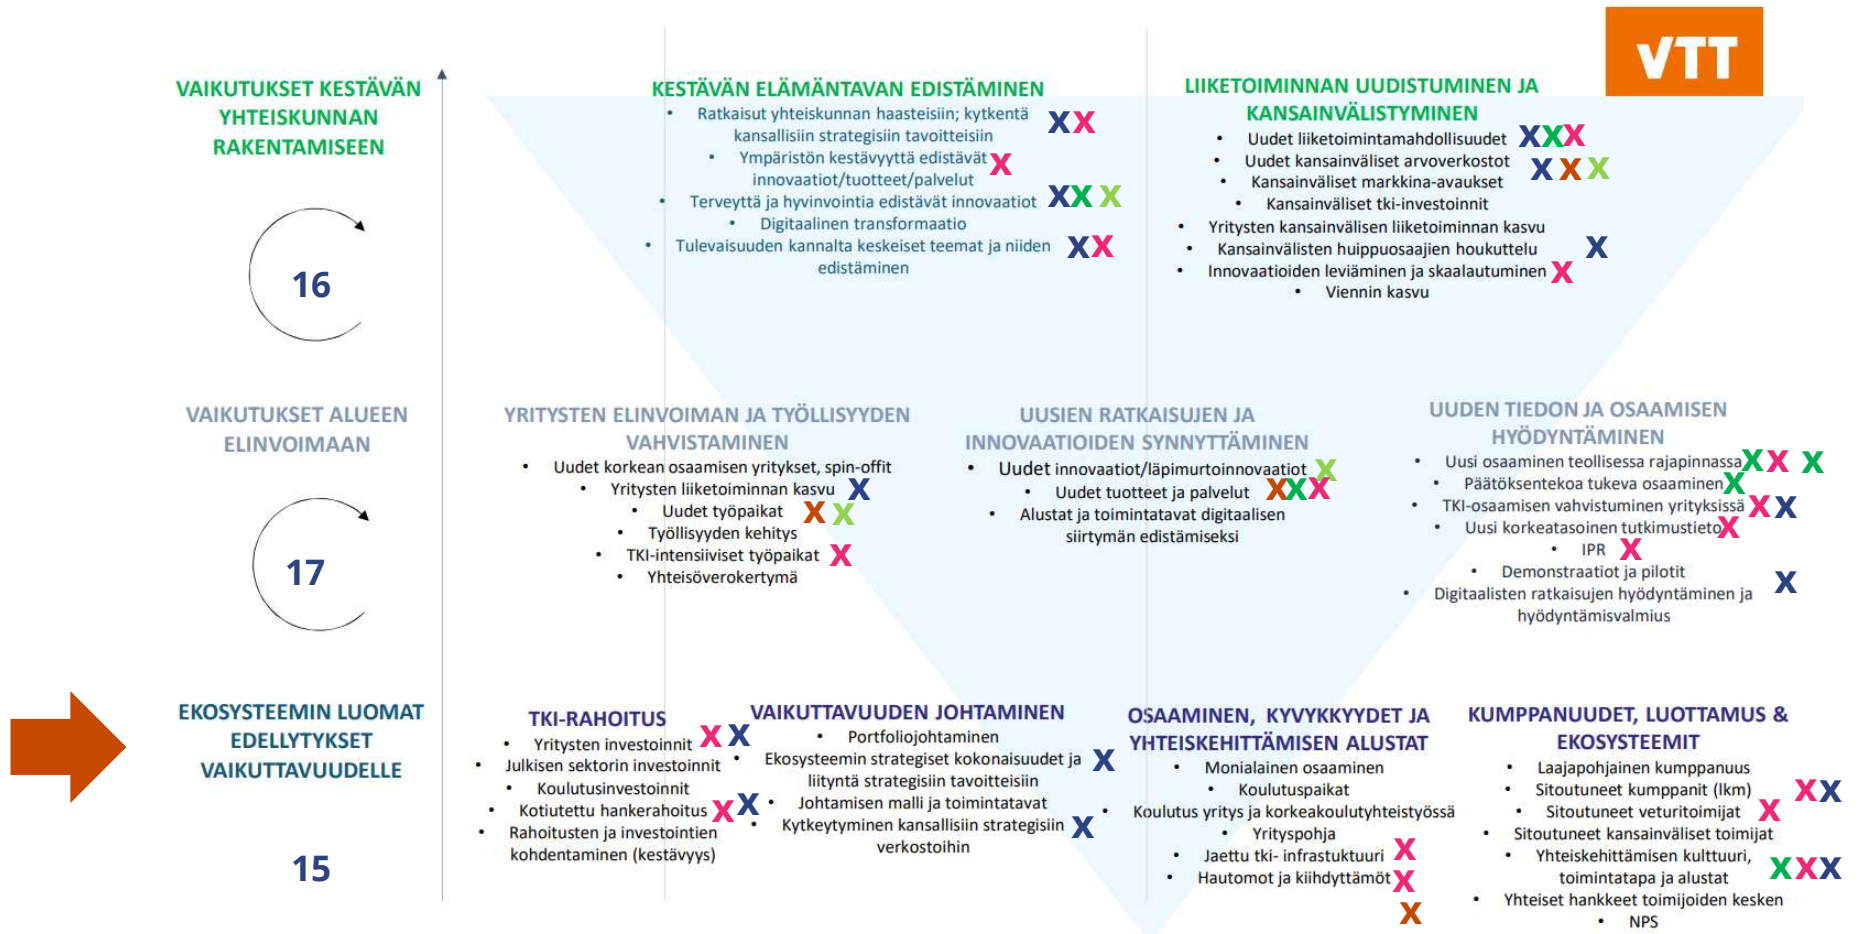 VTT
VAIKUTUKSET KESTÄVÄN
YHTEISKUNNAN
RAKENTAMISEEN
16
KESTÄVÄN ELÄMÄNTAVAN EDISTÄMINEN
• Ratkaisut yhteiskunnan haasteisiin; kytkentä
kansallisiin strategisiin tavoitteisiin X X
• Ympäristön kestävyyttä edistävät X
innovaatiot/tuotteet/palvelut
• Terveyttä ja hyvinvointia edistävät innovaatiot X X X
• Digitaalinen transformaatio
• Tulevaisuuden kannalta keskeiset teemat ja niiden X X
edistäminen
LIIKETOIMINNAN UUDISTUMINEN JA
KANSAINVÄLISTYMINEN
• Uudet liiketoimintamahdollisuudet X X X
• Uudet kansainväliset arvoverkostot X X X
• Kansainväliset markkina-avaukset
• Kansainväliset tki-investoinnit
• Yritysten kansainvälisen liiketoiminnan kasvu
• Kansainvälisten huippuosaajien houkuttelu X
• Innovaatioiden leviäminen ja skaalautuminen X
• Viennin kasvu
VAIKUTUKSET ALUEEN
ELINVOIMAAN
17
YRITYSTEN ELINVOIMAN JA TYÖLLISYYDEN
VAHVISTAMINEN
• Uudet korkean osaamisen yritykset, spin-offit
• Yritysten liiketoiminnan kasvu X
• Uudet työpaikat X X
• Työllisyyden kehitys
• TKI-intensiiviset työpaikat X
• Yhteisöverokertymä
UUSIEN RATKAISUJEN JA
INNOVAATIOIDEN SYNNYTTÄMINEN
• Uudet innovaatiot/läpimurtoinnovaatiot X
• Uudet tuotteet ja palvelut X X X
• Alustat ja toimintatavat digitaalisen
siirtymän edistämiseksi
UUDEN TIEDON JA OSAAMISEN
HYÖDYNTÄMINEN
• Uusi osaaminen teollisessa rajapinnassa X X X
• Päätöksentekoa tukeva osaaminen X
• TKI-osaamisen vahvistuminen yrityksissä X X
• Uusi korkeatasoinen tutkimustieto X
• IPR X
• Demonstraatiot ja pilotit X
• Digitaalisten ratkaisujen hyödyntäminen ja
hyödyntämisvalmius
EKOSYSTEEMIN LUOMAT
EDELLYTYKSET
VAIKUTTAVUUDELLE
15
TKI-RAHOITUS
• Yritysten investoinnit X X
• Julkisen sektorin investoinnit
• Koulutusinvestoinnit
• Kotiutettu hankerahoitus X X
• Rahoitusten ja investointien
kohdentaminen (kestävyys)
VAIKUTTAVUUDEN JOHTAMINEN
• Portfoliojohtaminen
• Ekosysteemin strategiset kokonaisuudet ja X
liityntä strategisiin tavoitteisiin
• Johtamisen malli ja toimintatavat
• Kytkeytyminen kansallisiin strategisiin X
verkostoihin
OSAAMINEN, KYVYKKYYDET JA
YHTEISKEHITTÄMISEN ALUSTAT
• Monialainen osaaminen
• Koulutuspaikat
• Koulutus yritys ja korkeakoulutyhteistyössä
• Yrityspohja
• Jaettu tki- infrastuktuuri X
• Hautomot ja kiihdyttämöt X
X
KUMPPANUUDET, LUOTTAMUS &
EKOSYSTEEMIT
• Laajapohjainen kumppanuus
• Sitoutuneet kumppanit (lkm) X X
• Sitoutuneet veturitoimijat X
• Sitoutuneet kansainväliset toimijat
• Yhteiskehittämisen kulttuuri,
toimintatapa ja alustat X X X
• Yhteiset hankkeet toimijoiden kesken
• NPS